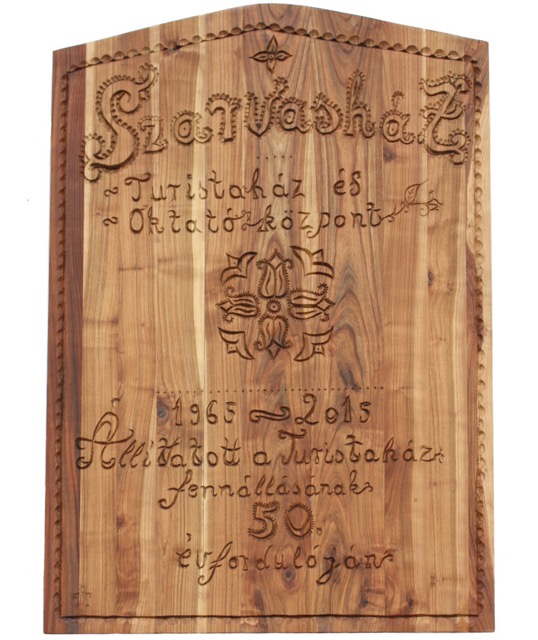 Szarvasház
~ Turistaház és
~ Oktatóközpont
1965 ~ 2015
Állíttatott a Turistaház
fennállásának
50.
évfordulóján